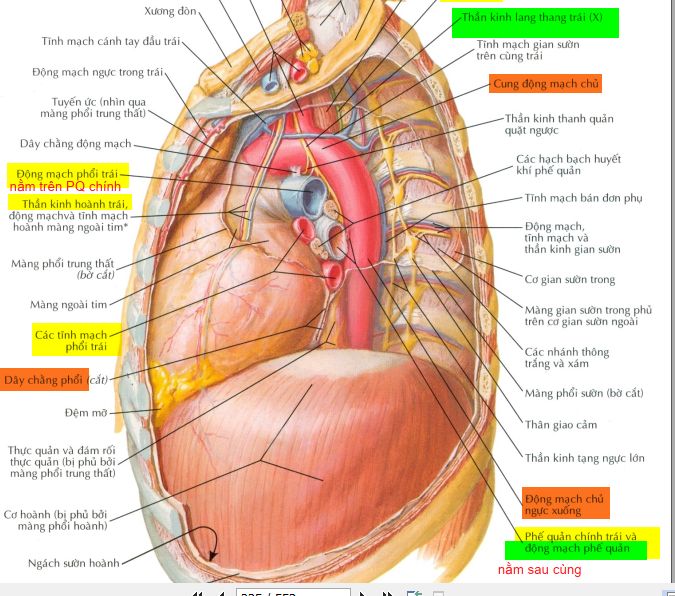 Xương đòn
Tĩnh mạch cánh tay đầu trái
Động mạch ngực trong trái
Tuyến ức (nhìn qua
màng phổi trung thất)
Dây chằng động mạch
Động mạch phổi trái
nằm trên PQ chính
Thần kinh hoành trái,
động mạchvà tĩnh mạch
hoành màng ngoài tim*
Màng phổi trung thất
(bờ cắt)
Màng ngoài tim
Các tĩnh mạch
phổi trái
Dây chằng phổi (cắt)
Đệm mỡ
Thực quản và đám rối
thực quản (bị phủ bởi
màng phổi trung thất)
Cơ hoành (bị phủ bởi
màng phổi hoành)
Ngách sườn hoành
Thần kinh lang thang trái (X)
Tĩnh mạch gian sườn
trên cùng trái
Cung động mạch chủ
Thần kinh thanh quản
quặt ngược
Các hạch bạch huyết
khí phế quản
Tĩnh mạch bán đơn phụ
Động mạch,
tĩnh mạch và
thần kinh gian sườn
Cơ gian sườn trong
Màng gian sườn trong phủ
trên cơ gian sườn ngoài
Các nhánh thông
trắng và xám
Màng phổi sườn (bờ cắt)
Thân giao cảm
Thần kinh tạng ngực lớn
Động mạch chủ
ngực xuống
Phế quản chính trái và
động mạch phế quản
nằm sau cùng